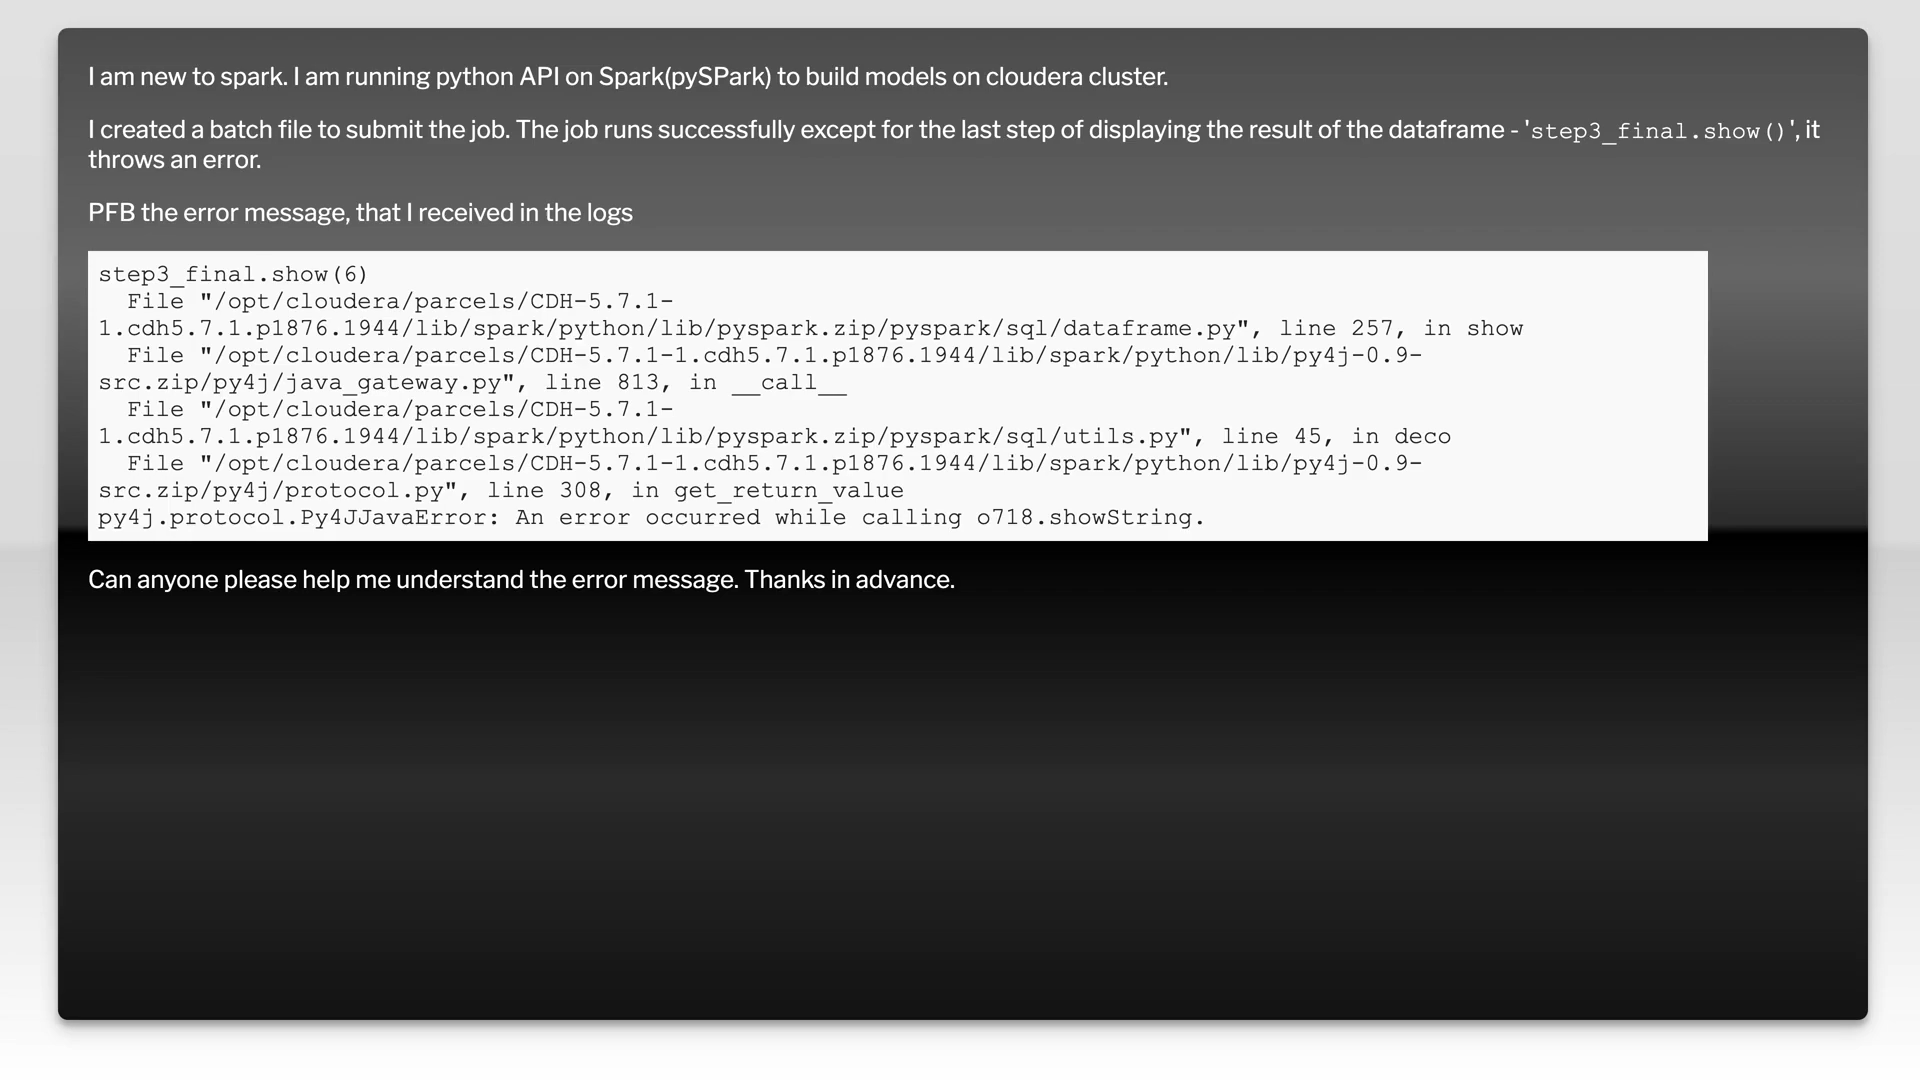 I am new to spark. I am running python API on Spark(pySPark) to build models on cloudera cluster.
I created a batch file to submit the job. The job runs successfully except for the last step of displaying the result of the dataframe - 'step3_final.show()', it
throws an error.
PFB the error message, that I received in the logs
step3_final.show(6)
  File "/opt/cloudera/parcels/CDH-5.7.1-
1.cdh5.7.1.p1876.1944/lib/spark/python/lib/pyspark.zip/pyspark/sql/dataframe.py", line 257, in show
  File "/opt/cloudera/parcels/CDH-5.7.1-1.cdh5.7.1.p1876.1944/lib/spark/python/lib/py4j-0.9-
src.zip/py4j/java_gateway.py", line 813, in __call__
  File "/opt/cloudera/parcels/CDH-5.7.1-
1.cdh5.7.1.p1876.1944/lib/spark/python/lib/pyspark.zip/pyspark/sql/utils.py", line 45, in deco
  File "/opt/cloudera/parcels/CDH-5.7.1-1.cdh5.7.1.p1876.1944/lib/spark/python/lib/py4j-0.9-
src.zip/py4j/protocol.py", line 308, in get_return_value
py4j.protocol.Py4JJavaError: An error occurred while calling o718.showString.
Can anyone please help me understand the error message. Thanks in advance.